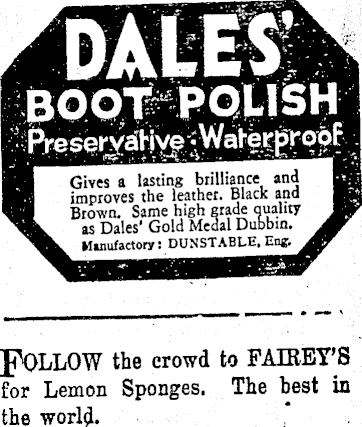 DALES'
BOOT POLISH
Preservative · Waterproof
Gives a lasting brilliance and
improves the leather. Black and
Brown. Same high grade quality
as Dales' Gold Medal Dubbin.
Manufactory: DUNSTABLE, Eng.
FOLLOW the crowd to FAIREY'S
for Lemon Sponges. The best in
the world.